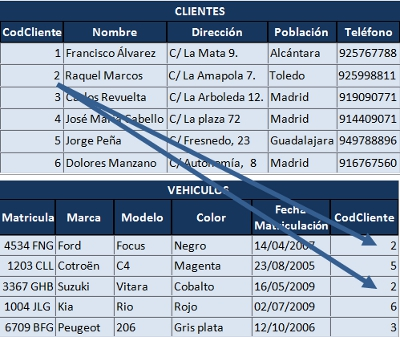 CLIENTES
CodCliente Nombre Dirección Población Teléfono
1 Francisco Álvarez C/ La Mata 9. Alcántara 925767788
2 Raquel Marcos C/ La Amapola 7. Toledo 925998811
3 Carlos Revuelta C/ La Arboleda 12. Madrid 919090771
4 José María Cabello C/ La plaza 72 Madrid 914409071
5 Jorge Peña C/ Fresnedo, 23 Guadalajara 949788896
6 Dolores Manzano C/ Autonomía, 8 Madrid 916767560
VEHICULOS
Matricula Marca Modelo Color Fecha Matriculación CodCliente
4534 FNG Ford Focus Negro 14/04/2007 2
1203 CLL Cotroën C4 Magenta 23/08/2005 5
3367 GHB Suzuki Vitara Cobalto 16/05/2009 2
1004 JLG Kia Rio Rojo 02/07/2009 6
6709 BFG Peugeot 206 Gris plata 12/10/2006 3